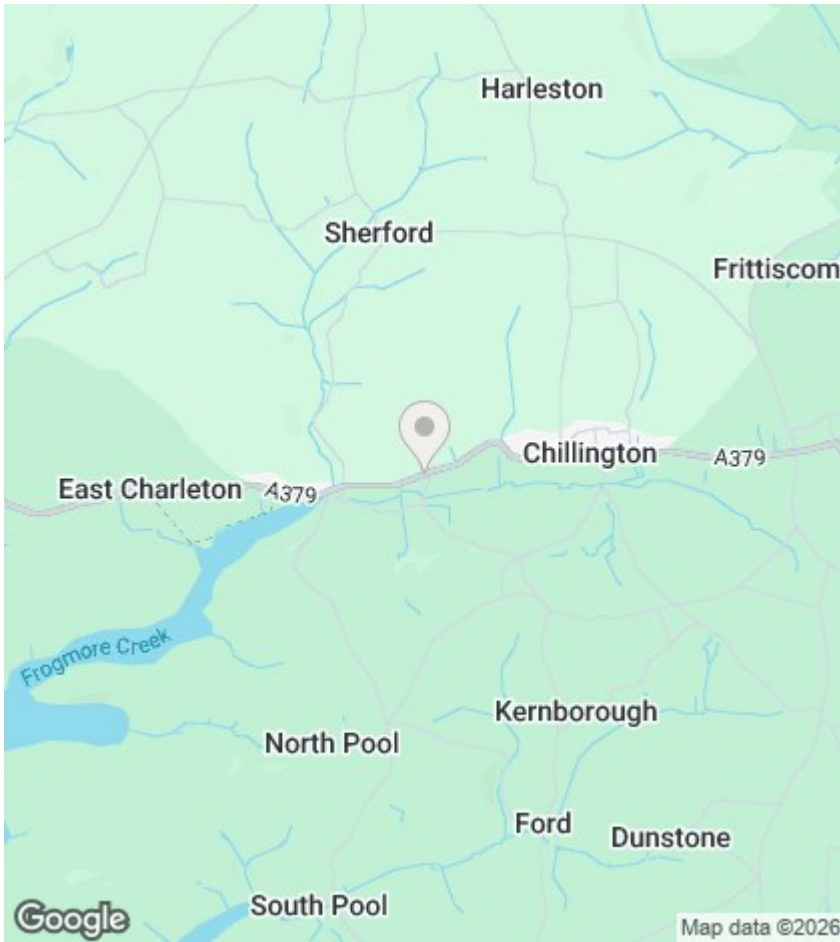 Harleston
Sherford
Frittiscom
Chillington
A379
East Charleton
A379
Frogmore Creek
Kernborough
North Pool
Ford
Dunstone
South Pool
Google
Map data ©2026